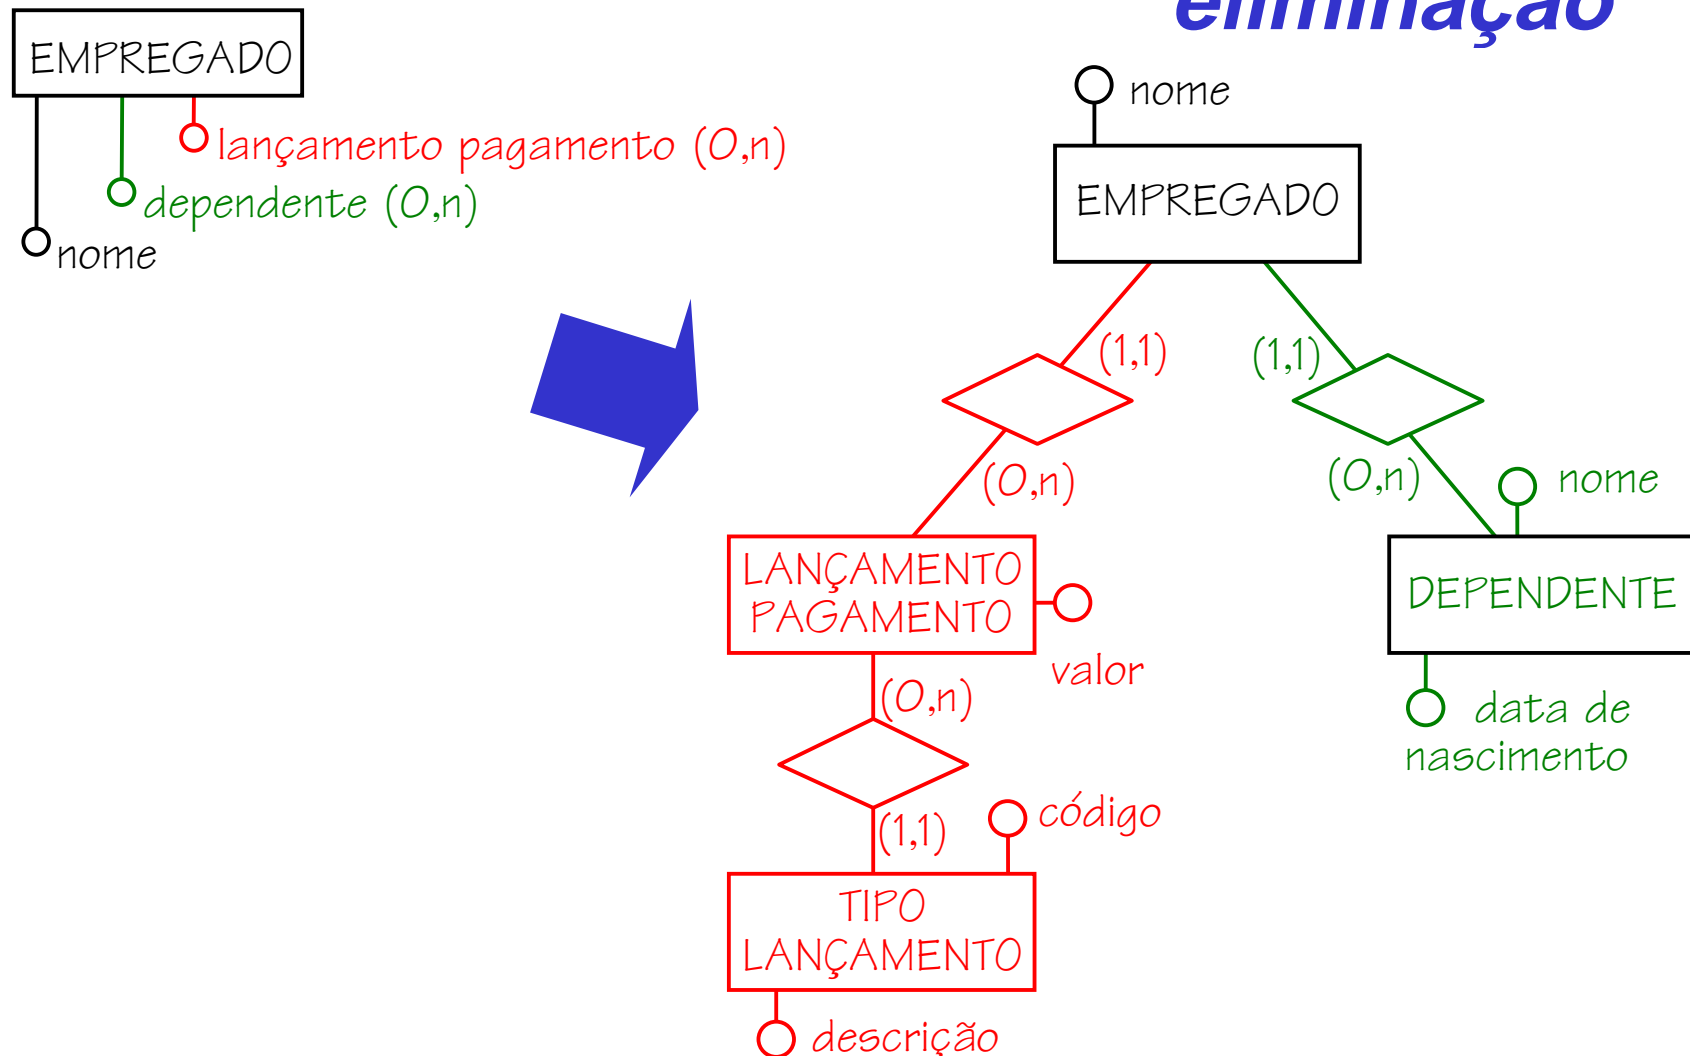 eliminação
EMPREGADO
lançamento pagamento (0,n)
dependente (0,n)
nome
nome
EMPREGADO
(1,1)
(1,1)
(0,n)
(0,n)
nome
LANÇAMENTO
PAGAMENTO
valor
DEPENDENTE
data de
nascimento
(0,n)
(1,1)
código
TIPO
LANÇAMENTO
descrição